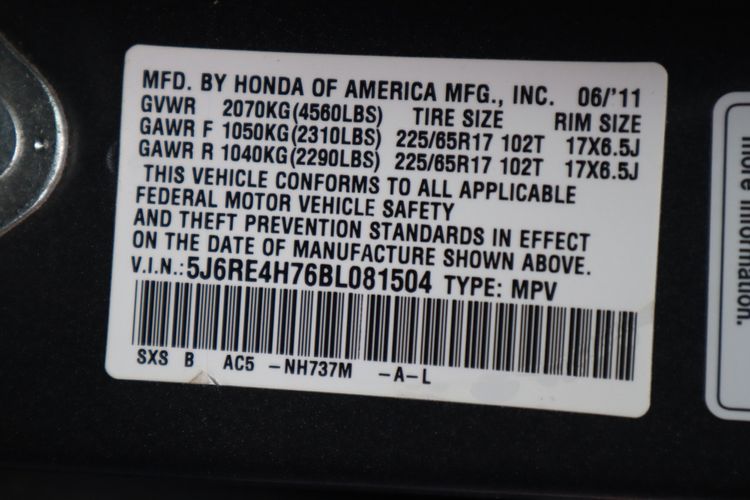 MFD. BY HONDA OF AMERICA MFG., INC. 06/'11
GVWR 2070KG(4560LBS) TIRE SIZE RIM SIZE
GAWR F 1050KG(2310LBS) 225/65R17 102T 17X6.5J
GAWR R 1040KG(2290LBS) 225/65R17 102T 17X6.5J
THIS VEHICLE CONFORMS TO ALL APPLICABLE
FEDERAL MOTOR VEHICLE SAFETY
AND THEFT PREVENTION STANDARDS IN EFFECT
ON THE DATE OF MANUFACTURE SHOWN ABOVE.
V.I.N.:5J6RE4H76BL081504 TYPE: MPV
SXS B AC5 -NH737M -A-L
more information.